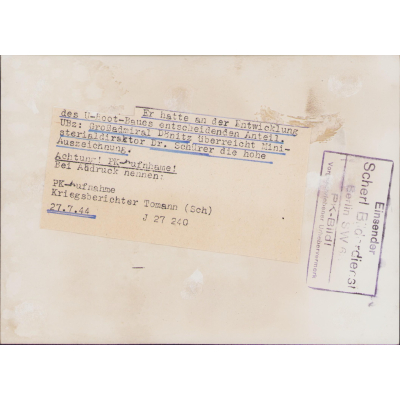 Er hatte an der Entwicklung
des U-Boot-Baues entscheidenden Anteil.
UBz: Großadmiral Dönitz überreicht Mini-
sterialdirektor Dr. Schürer die hohe
Auszeichnung.
Achtung! PK-Aufnahme!
Bei Abdruck nennen:
PK-Aufnahme
Kriegsberichter Tomann (Sch)
27.7.44 J 27 240
Einsender
Scherl Bilderdienst
Berlin SW
PK-Bild!